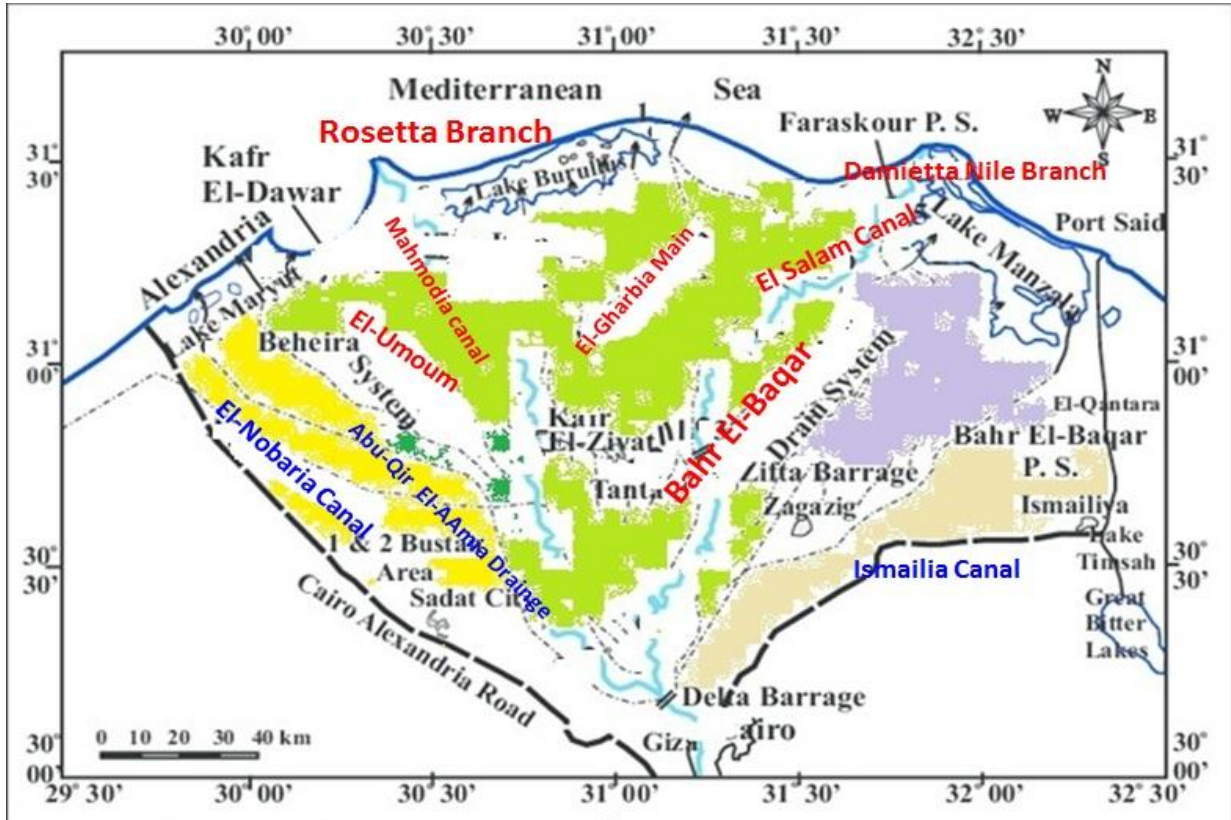 30° 00' 30° 30' 31° 00' 31° 30' 32° 30'
Mediterranean Sea
1
N
W E
S
Rosetta Branch
Faraskour P. S.
31°
30'
Kafr
El-Dawar
Lake Burullus
Damietta Nile Branch
31°
30'
Alexandria
Lake Maryut
Mahmodia canal
El-Gharbia Main
El Salam Canal
Lake Manzala
Port Said
Beheira
System
El-Umoum
31°
00'
31°
00'
Kafr
El-Ziyat
Bahr El-Baqar
Drain System
El-Qantara
Bahr El-Baqar
P. S.
El-Nobaria Canal
Abu-Qir El-AAmia Drainge
Tanta
Zifta Barrage
Zagazig
Ismailiya
Lake
Timsah
30°
30'
1 & 2 Bustan
Area
Sadat City
Ismailia Canal
30°
30'
Great
Bitter
Lakes
Cairo Alexandria Road
Delta Barrage
airo
Giza
0 10 20 30 40 km
30°
00'
30°
00'
29° 30' 30° 00' 30° 30' 31° 00' 31° 30' 32° 00' 32° 30'